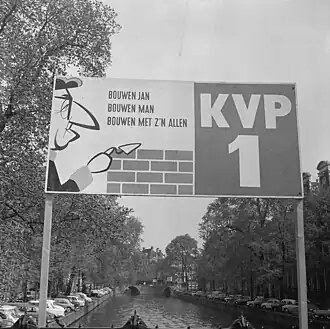 BOUWEN JAN
BOUWEN MAN
BOUWEN MET Z'N ALLEN
KVP
1